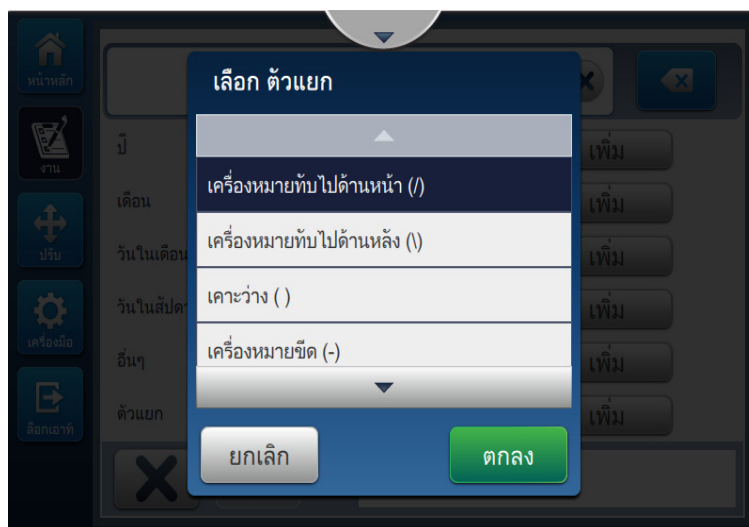 เลือก ตัวแยก
หน้าหลัก
งาน
ปรับ
เครื่องมือ
ล็อกเอาท์
ปี
เพิ่ม
เดือน
เพิ่ม
วันในเดือน
เพิ่ม
วันในสัปดา
เพิ่ม
อื่นๆ
เพิ่ม
ตัวแยก
เพิ่ม
เครื่องหมายทับไปด้านหน้า (/)
เครื่องหมายทับไปด้านหลัง (\)
เคาะว่าง ( )
เครื่องหมายขีด (-)
ยกเลิก
ตกลง